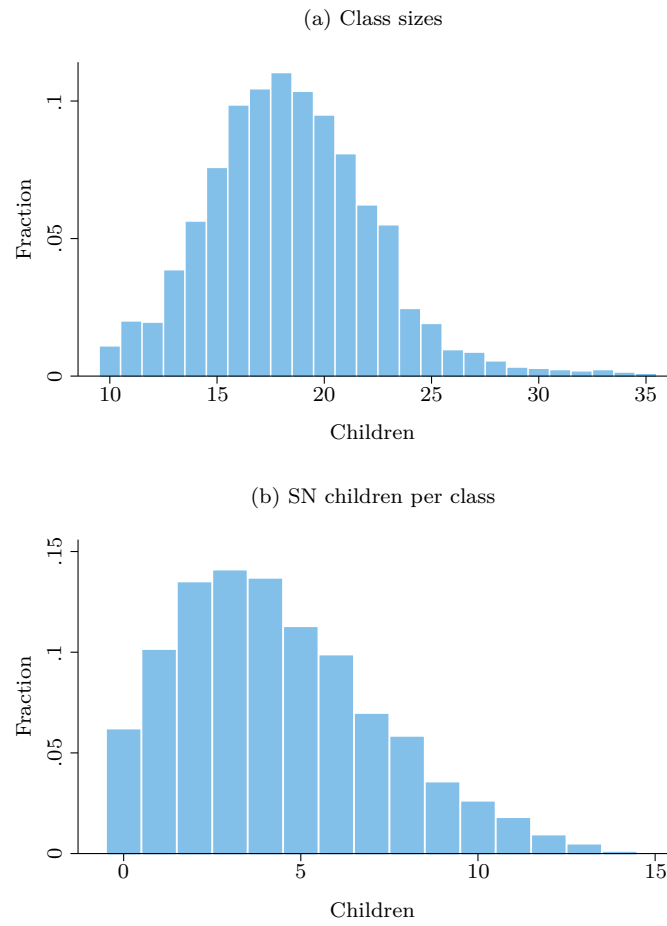 (a) Class sizes
.1
.05
0
Fraction
10 15 20 25 30 35
Children
(b) SN children per class
.15
.1
.05
0
Fraction
0 5 10 15
Children